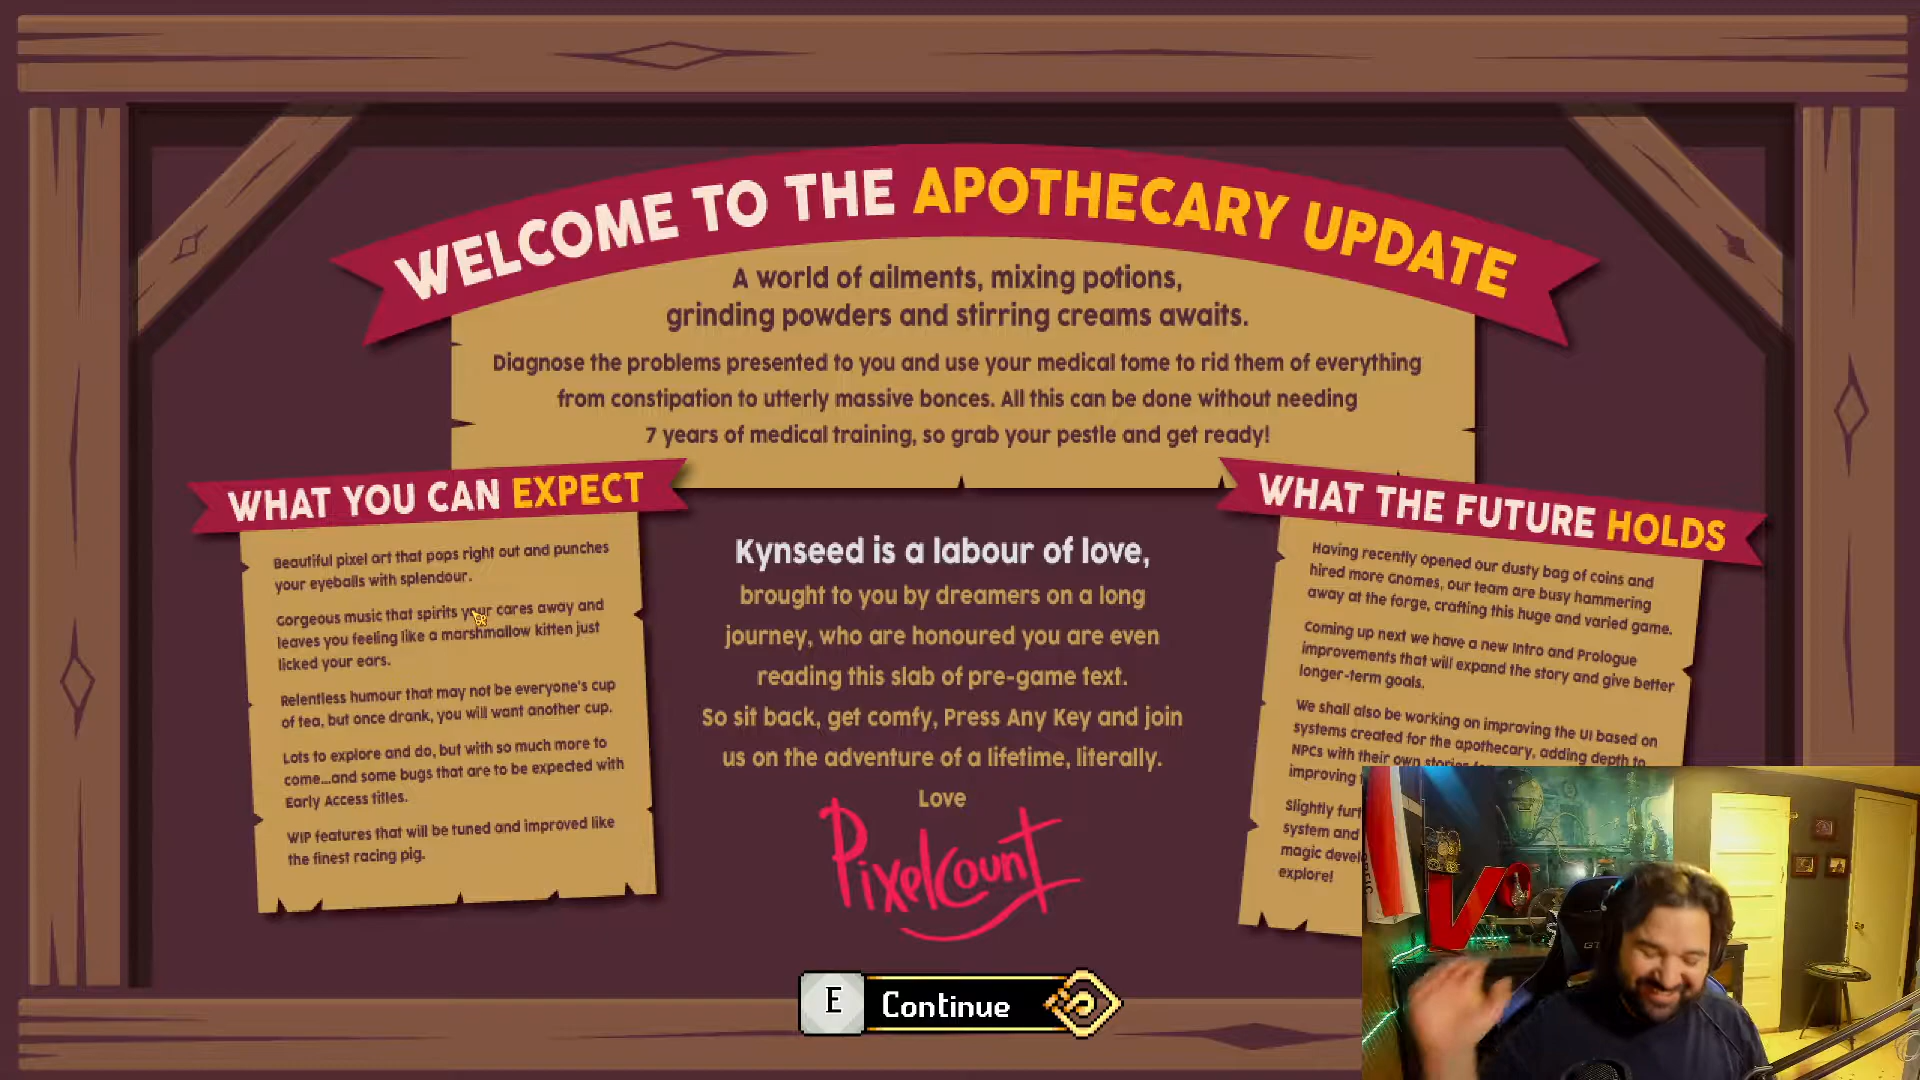 WELCOME TO THE APOTHECARY UPDATE
A world of ailments, mixing potions,
grinding powders and stirring creams awaits.
Diagnose the problems presented to you and use your medical tome to rid them of everything
from constipation to utterly massive bonces. All this can be done without needing
7 years of medical training, so grab your pestle and get ready!
WHAT YOU CAN EXPECT
Beautiful pixel art that pops right out and punches
your eyeballs with splendour.
Gorgeous music that spirits your cares away and
leaves you feeling like a marshmallow kitten just
licked your ears.
Relentless humour that may not be everyone's cup
of tea, but once drank, you will want another cup.
Lots to explore and do, but with so much more to
come...and some bugs that are to be expected with
Early Access titles.
WIP features that will be tuned and improved like
the finest racing pig.
Kynseed is a labour of love,
brought to you by dreamers on a long
journey, who are honoured you are even
reading this slab of pre-game text.
So sit back, get comfy, Press Any Key and join
us on the adventure of a lifetime, literally.
Love
PixelCount
WHAT THE FUTURE HOLDS
Having recently opened our dusty bag of coins and
hired more Gnomes, our team are busy hammering
away at the forge, crafting this huge and varied game.
Coming up next we have a new Intro and Prologue
improvements that will expand the story and give better
longer-term goals.
We shall also be working on improving the UI based on
systems created for the apothecary, adding depth to
NPCs with their own stories
improving
Slightly
system and
magic
explore!
E Continue